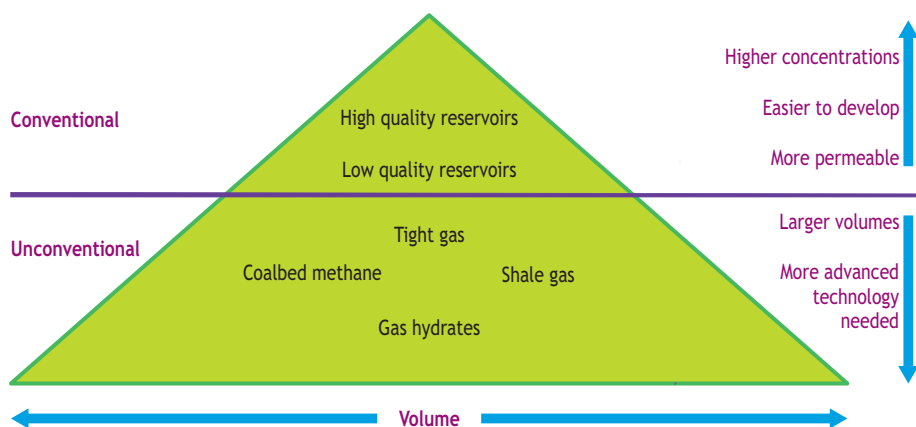 Higher concentrations
Conventional
High quality reservoirs
Easier to develop
Low quality reservoirs
More permeable
Unconventional
Tight gas
Coalbed methane
Shale gas
Gas hydrates
Larger volumes
More advanced
technology
needed
Volume